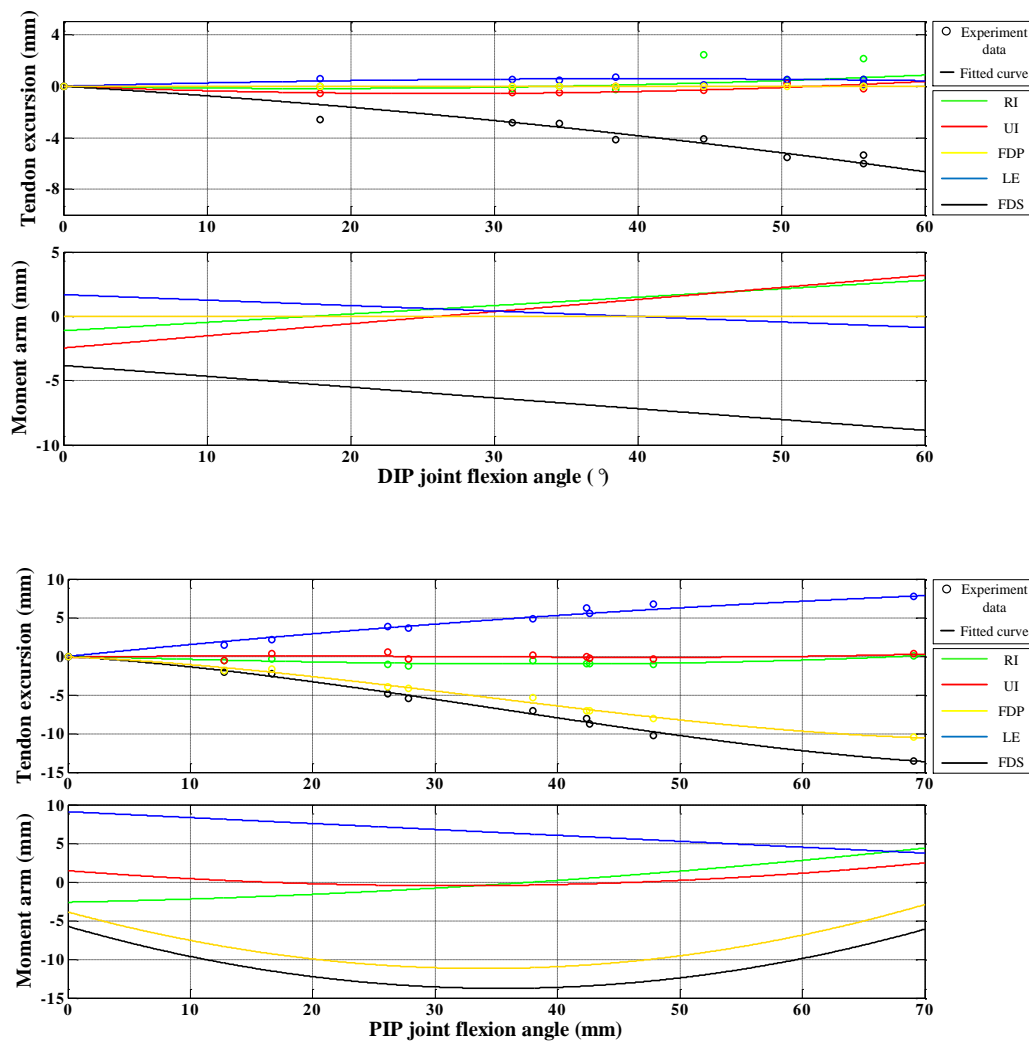 Tendon excursion (mm)
4
0
-4
-8
0 10 20 30 40 50 60
Experiment
data
Fitted curve
RI
UI
FDP
LE
FDS
Moment arm (mm)
5
0
-5
-10
0 10 20 30 40 50 60
DIP joint flexion angle ( °)
Tendon excursion (mm)
10
5
0
-5
-10
-15
0 10 20 30 40 50 60 70
Experiment
data
Fitted curve
RI
UI
FDP
LE
FDS
Moment arm (mm)
10
5
0
-5
-10
-15
0 10 20 30 40 50 60 70
PIP joint flexion angle (mm)